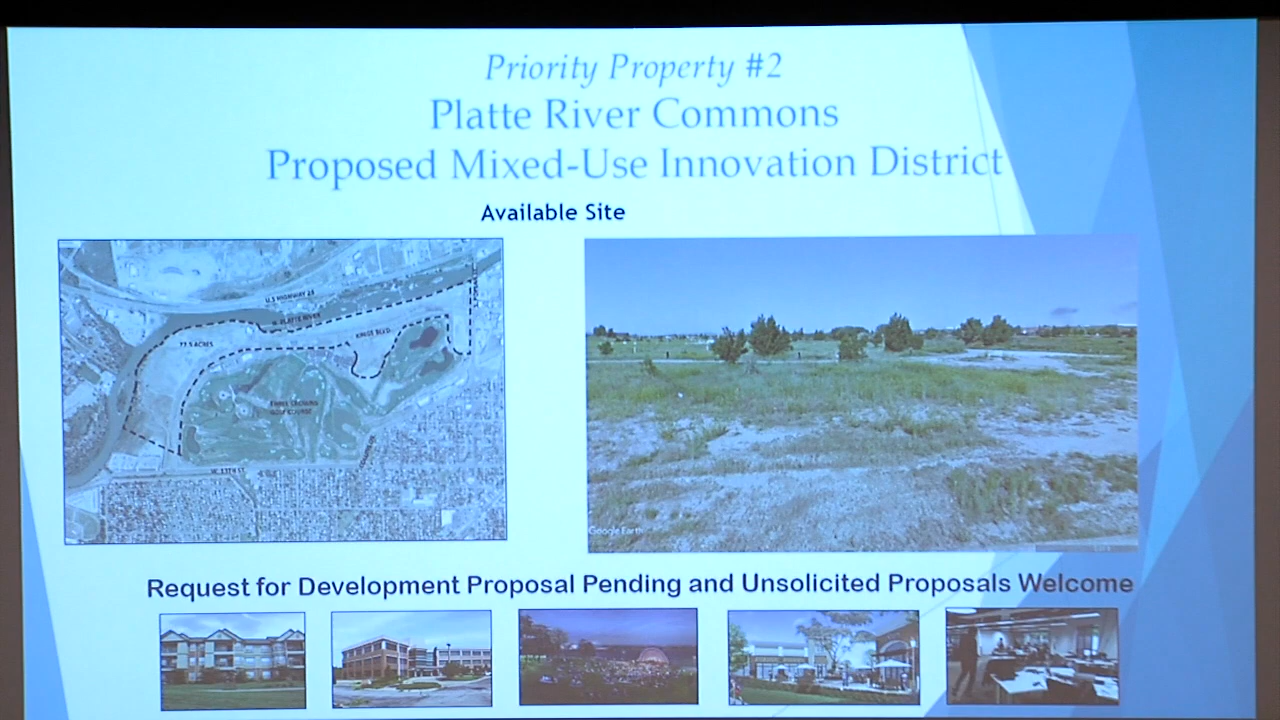 Priority Property #2
Platte River Commons
Proposed Mixed-Use Innovation District
Available Site
U.S HIGHWAY 26
N. PLATTE RIVER
KNIGE BLVD.
77.5 ACRES
GOLF COURSE
W. 13TH ST.
Google Earth
Request for Development Proposal Pending and Unsolicited Proposals Welcome